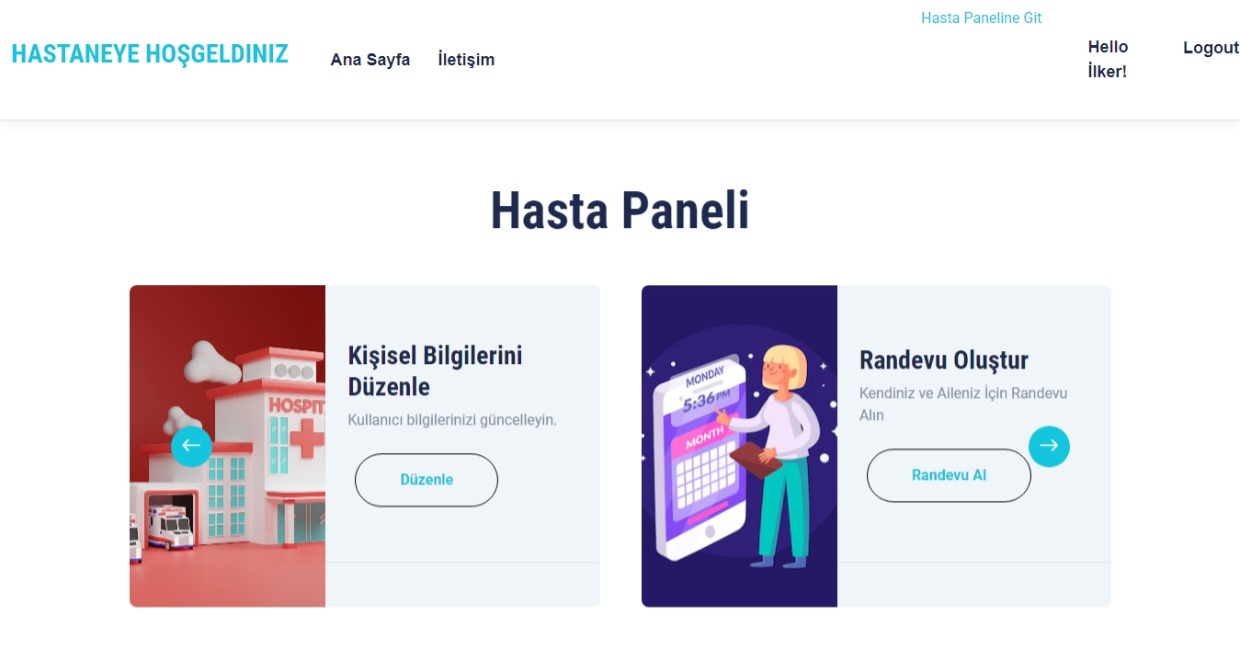 Hasta Paneline Git
HASTANEYE HOŞGELDINIZ
Ana Sayfa
İletişim
Hello
İlker!
Logout
Hasta Paneli
HOSPIT
Kişisel Bilgilerini
Düzenle
Kullanıcı bilgilerinizi güncelleyin.
Düzenle
MONDAY
5:36 PM
MONTH
Randevu Oluştur
Kendiniz ve Aileniz İçin Randevu
Alın
Randevu Al